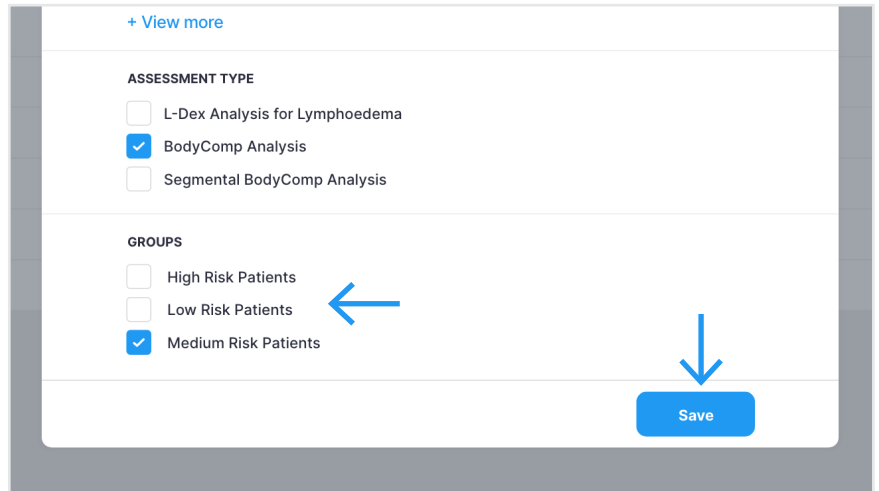 + View more
ASSESSMENT TYPE
L-Dex Analysis for Lymphoedema
BodyComp Analysis
Segmental BodyComp Analysis
GROUPS
High Risk Patients
Low Risk Patients
Medium Risk Patients
Save